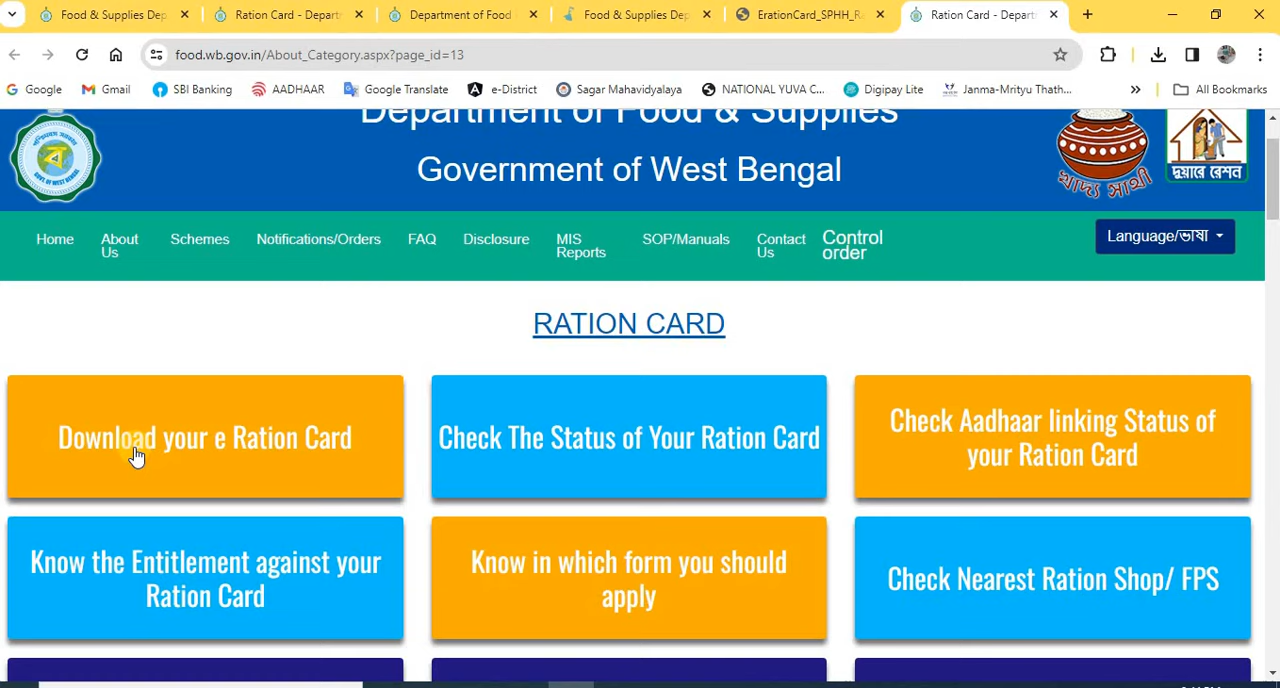 Food & Supplies Dep
Ration Card - Depart
Department of Food
Food & Supplies Dep
ErationCard_SPHH_R
Ration Card - Depart
food.wb.gov.in/About_Category.aspx?page_id=13
Google
Gmail
SBI Banking
AADHAAR
Google Translate
e-District
Sagar Mahavidyalaya
NATIONAL YUVA C...
Digipay Lite
Janma-Mrityu Thath...
»
All Bookmarks
Department of Food & Supplies
Government of West Bengal
খাদ্য সাথী
দুয়ারে রেশন
Home
About Us
Schemes
Notifications/Orders
FAQ
Disclosure
MIS Reports
SOP/Manuals
Contact Us
Control order
Language/ভাষা
RATION CARD
Download your e Ration Card
Check The Status of Your Ration Card
Check Aadhaar linking Status of
your Ration Card
Know the Entitlement against your
Ration Card
Know in which form you should
apply
Check Nearest Ration Shop/ FPS